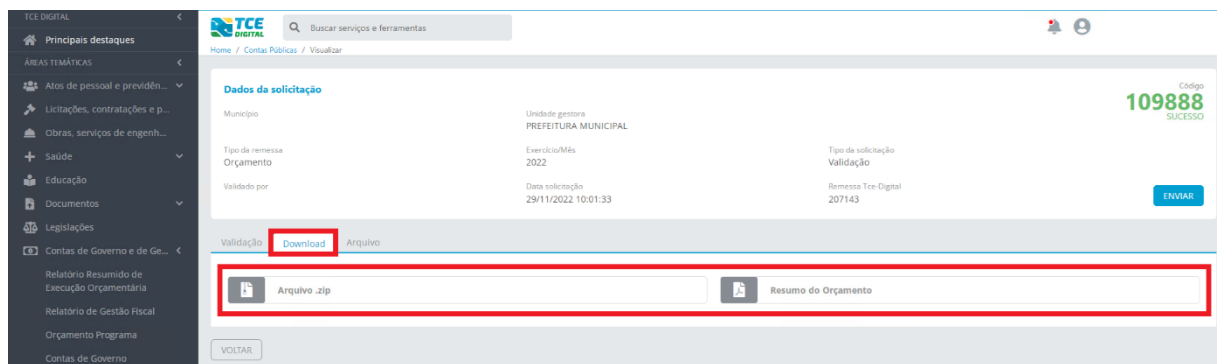 TCE DIGITAL
Principais destaques
ÁREAS TEMÁTICAS
Atos de pessoal e previdên...
Licitações, contratações e p...
Obras, serviços de engenh...
Saúde
Educação
Documentos
Legislações
Contas de Governo e de Ge...
Relatório Resumido de
Execução Orçamentária
Relatório de Gestão Fiscal
Orçamento Programa
Contas de Governo
TCE
DIGITAL
Buscar serviços e ferramentas
Home / Contas Públicas / Visualizar
Dados da solicitação
Código
109888
SUCESSO
Município
Unidade gestora
PREFEITURA MUNICIPAL
Tipo da remessa
Orçamento
Exercício/Mês
2022
Tipo da solicitação
Validação
Validado por
Data solicitação
29/11/2022 10:01:33
Remessa Tce-Digital
207143
ENVIAR
Validação Download Arquivo
Arquivo .zip
Resumo do Orçamento
VOLTAR